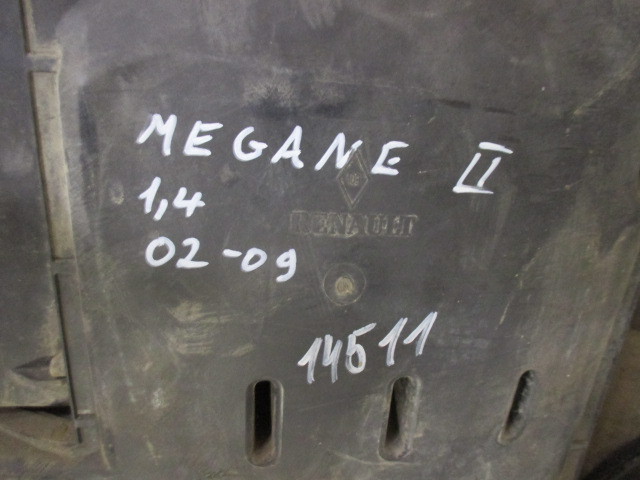 MEGANE II
1,4
RENAULT
02-09
14511